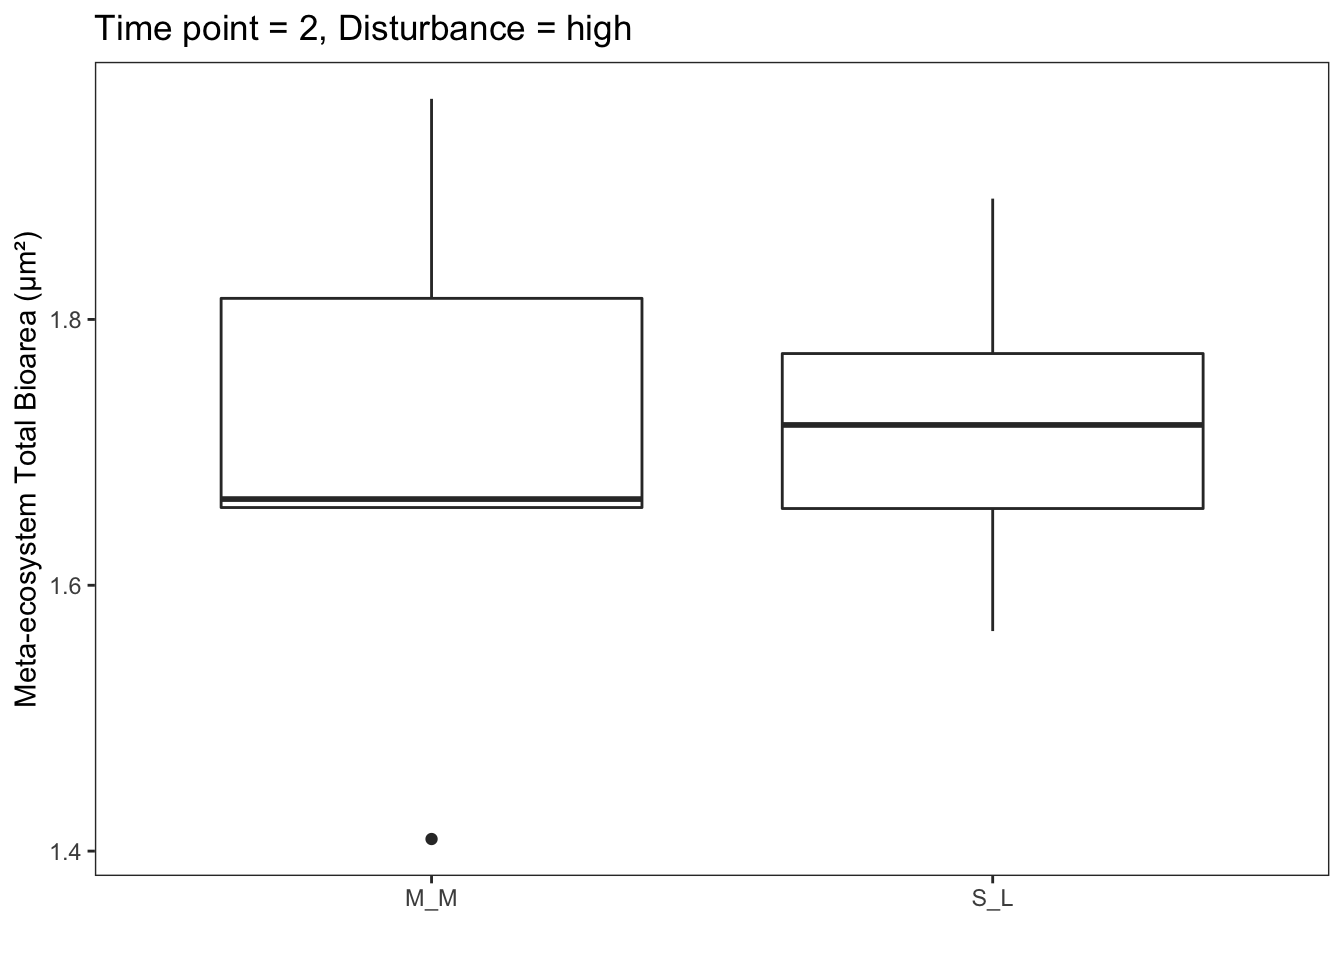 Time point = 2, Disturbance = high
Meta-ecosystem Total Bioarea (µm²)
1.8
1.6
1.4
M_M
S_L